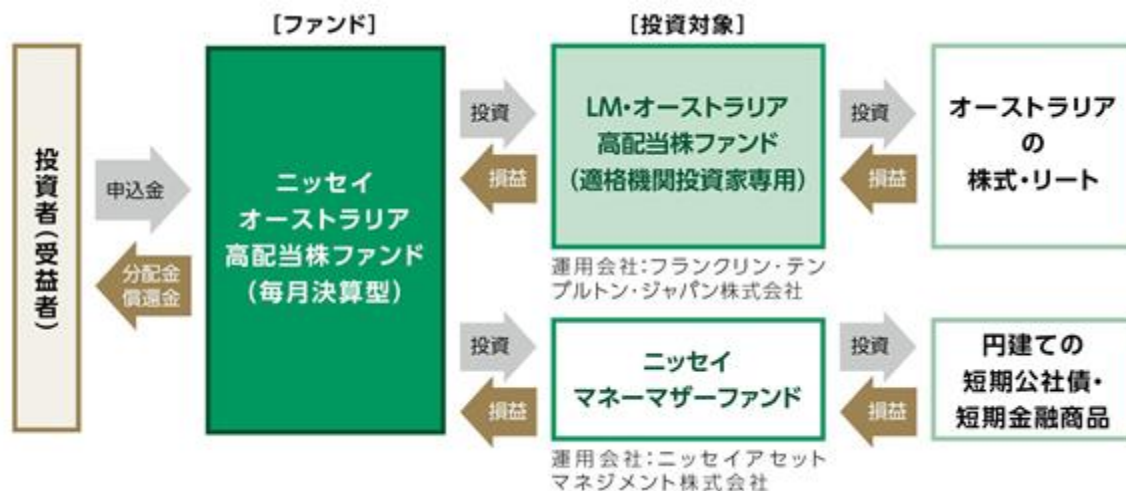 [ファンド]
[投資対象]
投資者(受益者)
申込金
分配金
償還金
ニッセイ
オーストラリア
高配当株ファンド
(毎月決算型)
投資
損益
LM・オーストラリア
高配当株ファンド
(適格機関投資家専用)
運用会社:フランクリン・テン
プルトン・ジャパン株式会社
投資
損益
オーストラリア
の
株式・リート
投資
損益
ニッセイ
マネーマザーファンド
運用会社:ニッセイアセット
マネジメント株式会社
投資
損益
円建ての
短期公社債・
短期金融商品